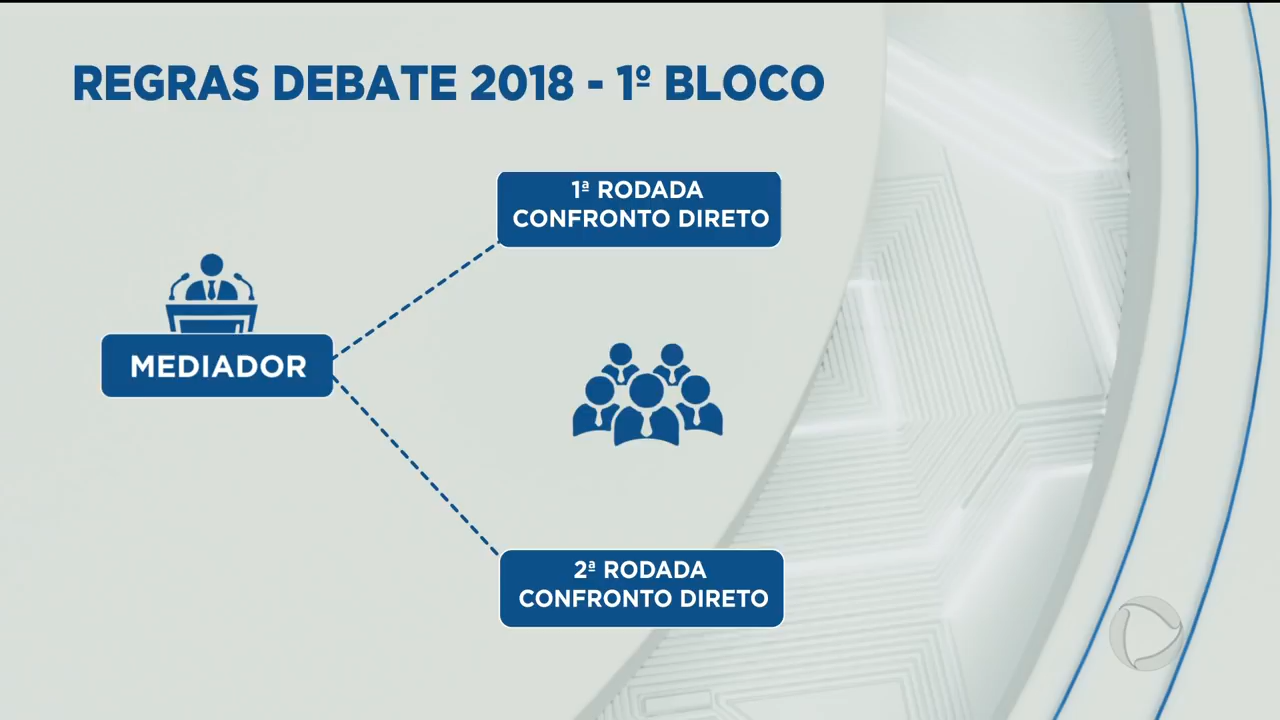 REGRAS DEBATE 2018 - 1º BLOCO
1ª RODADA
CONFRONTO DIRETO
MEDIADOR
2ª RODADA
CONFRONTO DIRETO